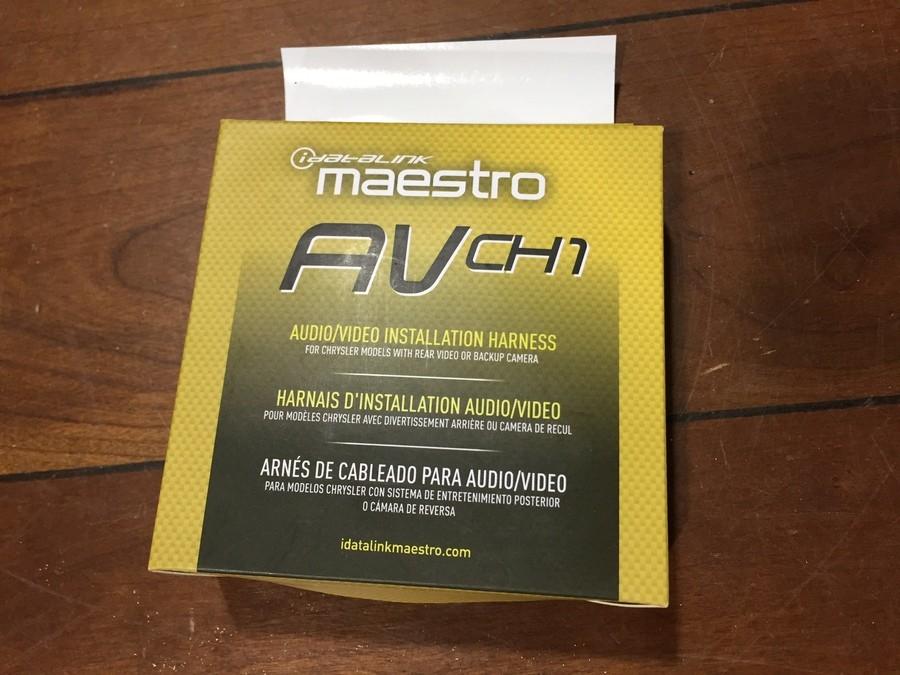 idatalink
maestro
AV CH1
AUDIO/VIDEO INSTALLATION HARNESS
FOR CHRYSLER MODELS WITH REAR VIDEO OR BACKUP CAMERA
HARNAIS D'INSTALLATION AUDIO/VIDEO
POUR MODÈLES CHRYSLER AVEC DIVERTISSEMENT ARRIÈRE OU CAMERA DE RECUL
ARNÉS DE CABLEADO PARA AUDIO/VIDEO
PARA MODELOS CHRYSLER CON SISTEMA DE ENTRETENIMIENTO POSTERIOR
O CÁMARA DE REVERSA
idatalinkmaestro.com